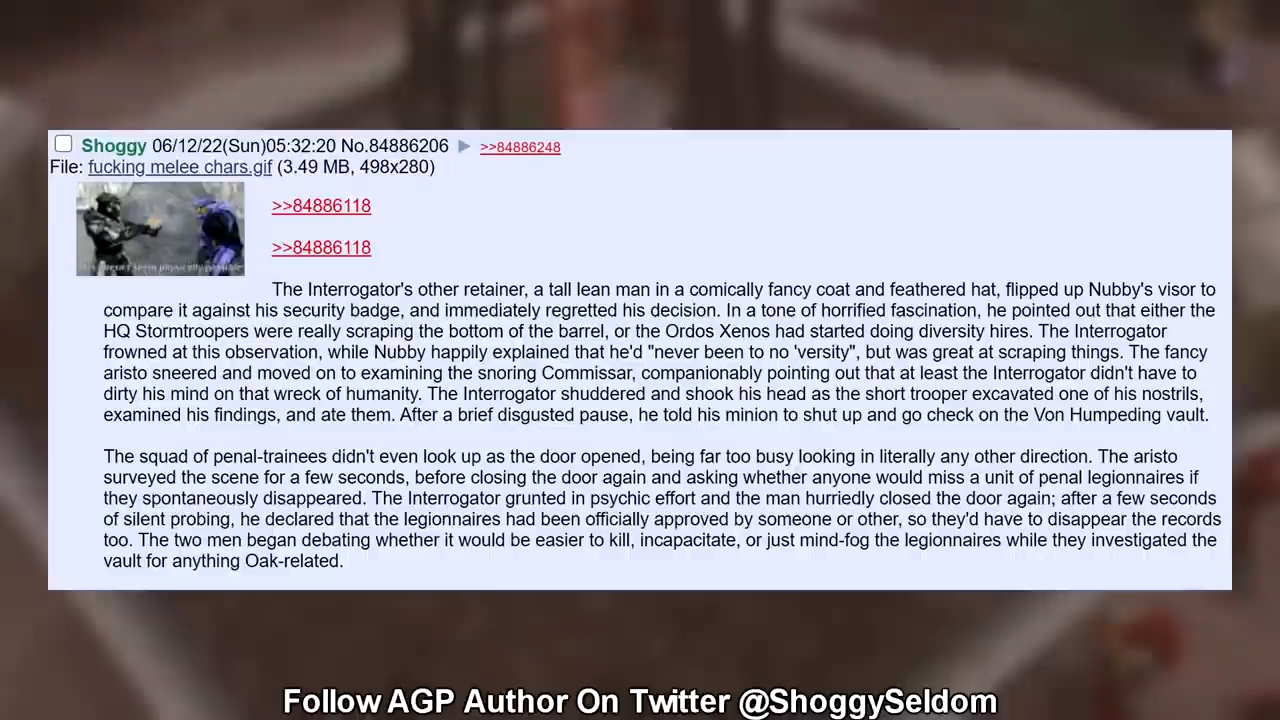 Shoggy 06/12/22(Sun)05:32:20 No.84886206 ▶ >>84886248
File: fucking melee chars.gif (3.49 MB, 498x280)
>>84886118
>>84886118
The Interrogator's other retainer, a tall lean man in a comically fancy coat and feathered hat, flipped up Nubby's visor to
compare it against his security badge, and immediately regretted his decision. In a tone of horrified fascination, he pointed out that either the
HQ Stormtroopers were really scraping the bottom of the barrel, or the Ordos Xenos had started doing diversity hires. The Interrogator
frowned at this observation, while Nubby happily explained that he'd "never been to no 'versity", but was great at scraping things. The fancy
aristo sneered and moved on to examining the snoring Commissar, companionably pointing out that at least the Interrogator didn't have to
dirty his mind on that wreck of humanity. The Interrogator shuddered and shook his head as the short trooper excavated one of his nostrils,
examined his findings, and ate them. After a brief disgusted pause, he told his minion to shut up and go check on the Von Humpeding vault.
The squad of penal-trainees didn't even look up as the door opened, being far too busy looking in literally any other direction. The aristo
surveyed the scene for a few seconds, before closing the door again and asking whether anyone would miss a unit of penal legionnaires if
they spontaneously disappeared. The Interrogator grunted in psychic effort and the man hurriedly closed the door again; after a few seconds
of silent probing, he declared that the legionnaires had been officially approved by someone or other, so they'd have to disappear the records
too. The two men began debating whether it would be easier to kill, incapacitate, or just mind-fog the legionnaires while they investigated the
vault for anything Oak-related.
Follow AGP Author On Twitter @ShoggySeldom